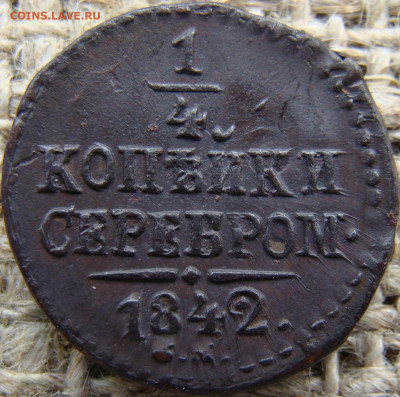 COINS.LAVE.RU
1
4
КОПѢЙКИ
СЕРЕБРОМЪ.
1842.
С.М.